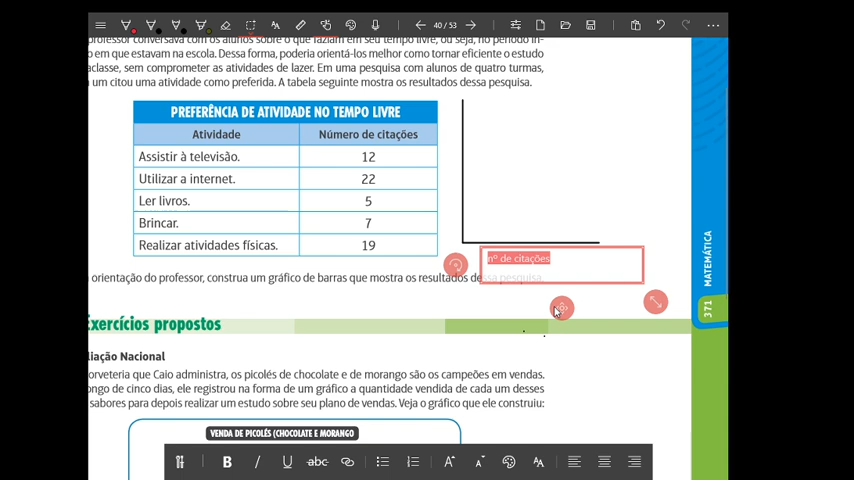 40 / 53
professor conversava com os alunos sobre o que faziam em seu tempo livre, ou seja, no período in-
o em que estavam na escola. Dessa forma, poderia orientá-los melhor como tornar eficiente o estudo
aclasse, sem comprometer as atividades de lazer. Em uma pesquisa com alunos de quatro turmas,
um citou uma atividade como preferida. A tabela seguinte mostra os resultados dessa pesquisa.
PREFERÊNCIA DE ATIVIDADE NO TEMPO LIVRE
Atividade Número de citações
Assistir à televisão. 12
Utilizar a internet. 22
Ler livros. 5
Brincar. 7
Realizar atividades físicas. 19
nº de citações
orientação do professor, construa um gráfico de barras que mostra os resultados dessa pesquisa.
MATEMÁTICA
371
Exercícios propostos
liação Nacional
orveteria que Caio administra, os picolés de chocolate e de morango são os campeões em vendas.
ongo de cinco dias, ele registrou na forma de um gráfico a quantidade vendida de cada um desses
sabores para depois realizar um estudo sobre seu plano de vendas. Veja o gráfico que ele construiu:
VENDA DE PICOLÉS (CHOCOLATE E MORANGO
B I U abc